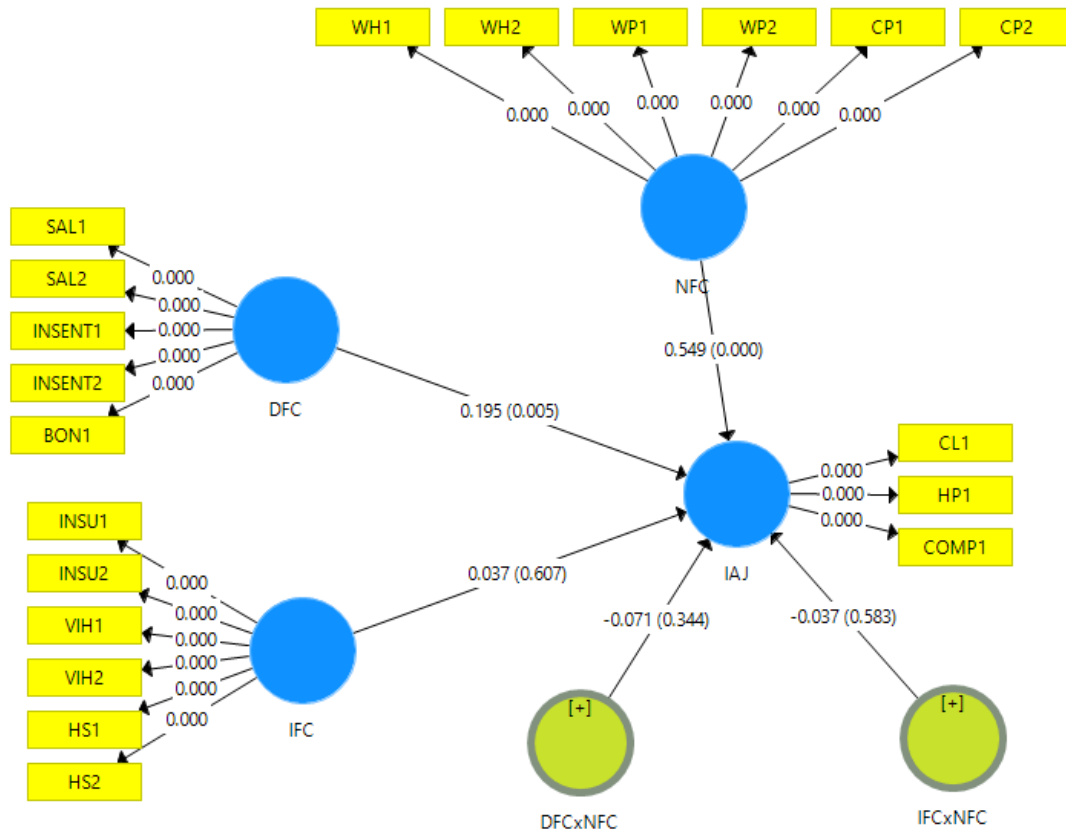 WH1
WH2
WP1
WP2
CP1
CP2
0.000
0.000
0.000
0.000
0.000
0.000
NFC
SAL1
SAL2
INSENT1
INSENT2
BON1
0.000
0.000
0.000
0.000
0.000
DFC
0.549 (0.000)
0.195 (0.005)
CL1
HP1
COMP1
0.000
0.000
0.000
IAJ
INSU1
INSU2
VIH1
VIH2
HS1
HS2
0.000
0.000
0.000
0.000
0.000
0.000
IFC
0.037 (0.607)
-0.071 (0.344)
-0.037 (0.583)
[+]
DFCxNFC
[+]
IFCxNFC